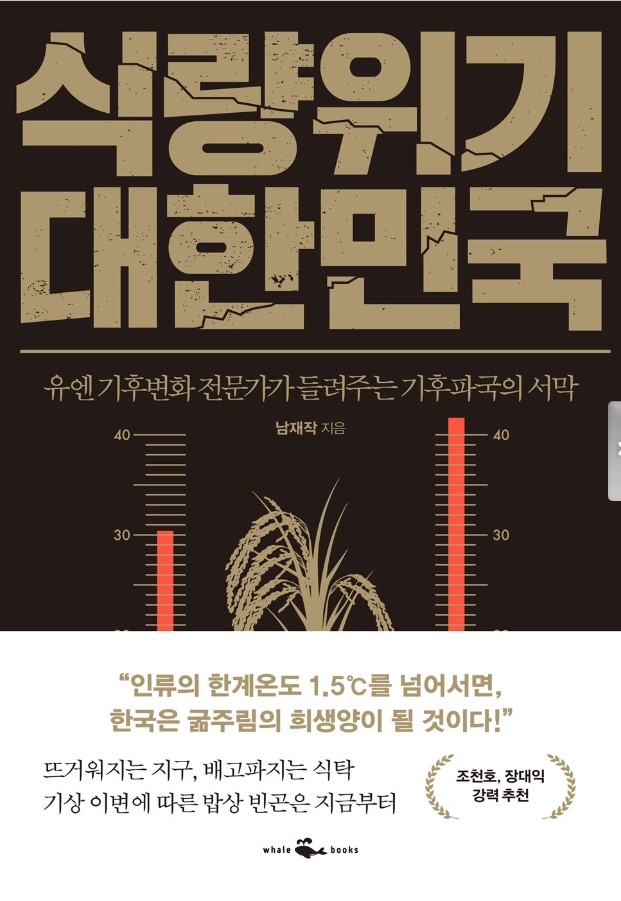 식량위기
대한민국
유엔 기후변화 전문가가 들려주는 기후파국의 서막
남재작 지음
40
40
30
30
“인류의 한계온도 1.5℃를 넘어서면,
한국은 굶주림의 희생양이 될 것이다!”
뜨거워지는 지구, 배고파지는 식탁
기상 이변에 따른 밥상 빈곤은 지금부터
조천호, 장대익
강력 추천
whale books